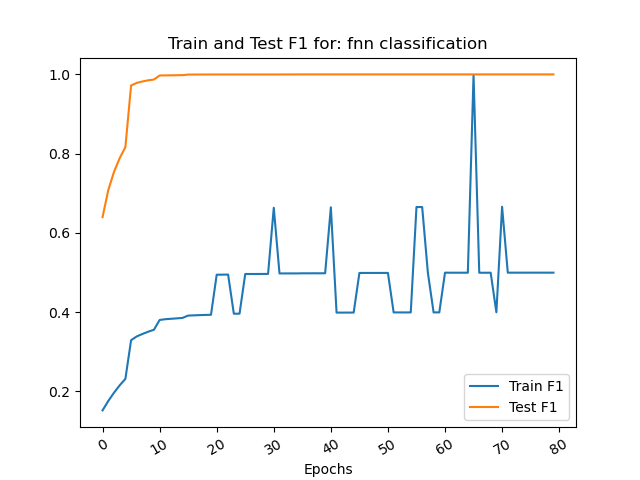 Train and Test F1 for: fnn classification
1.0
0.8
0.6
0.4
0.2
0 10 20 30 40 50 60 70 80
Epochs
Train F1
Test F1